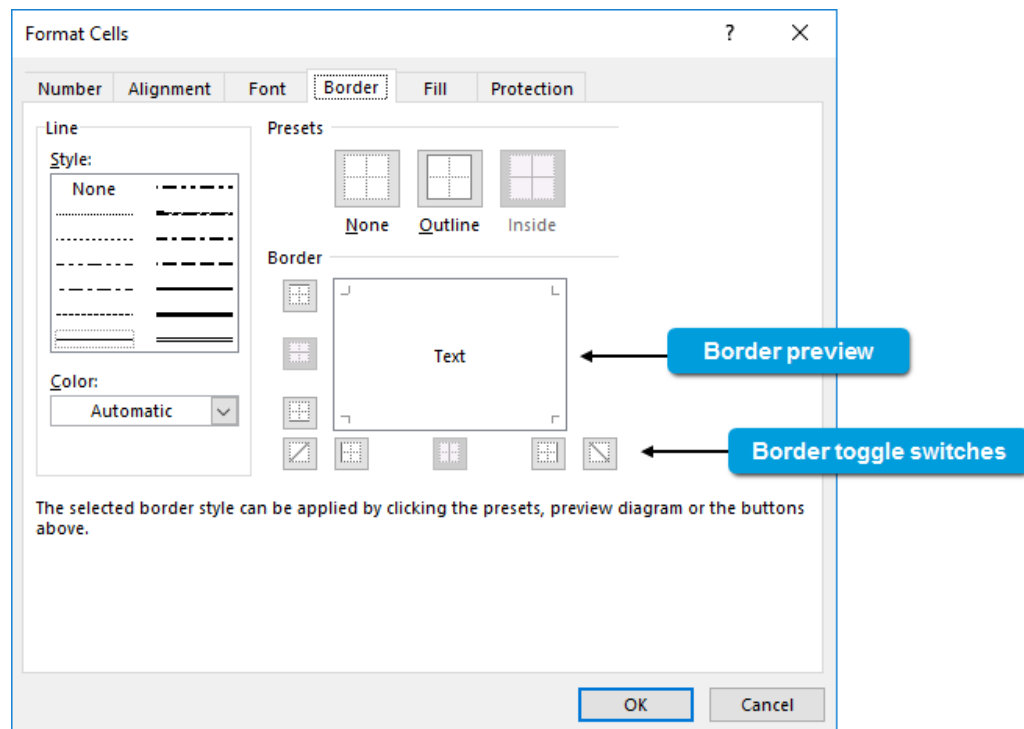 Format Cells
?
Number Alignment Font Border Fill Protection
Line
Style:
None
Color:
Automatic
Presets
None Outline Inside
Border
Text
Border preview
Border toggle switches
The selected border style can be applied by clicking the presets, preview diagram or the buttons
above.
OK Cancel